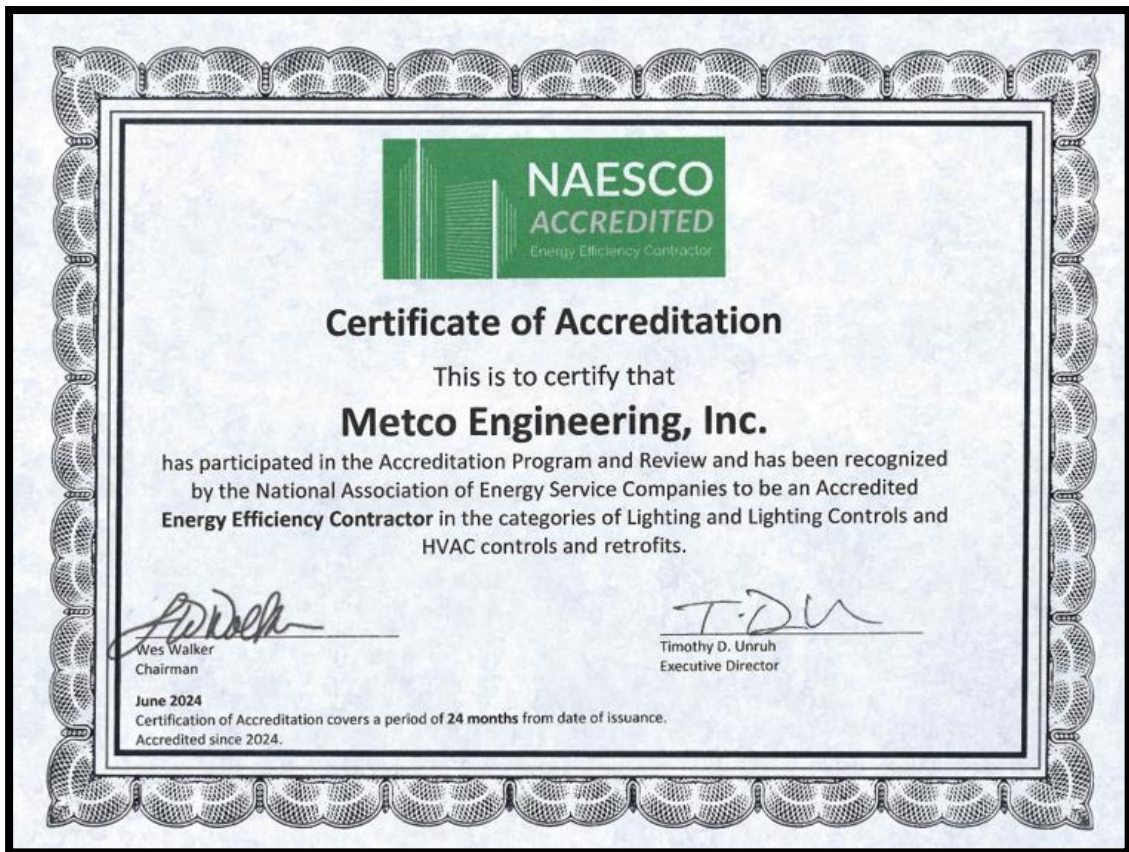 NAESCO
ACCREDITED
Energy Efficiency Contractor
Certificate of Accreditation
This is to certify that
Metco Engineering, Inc.
has participated in the Accreditation Program and Review and has been recognized
by the National Association of Energy Service Companies to be an Accredited
Energy Efficiency Contractor in the categories of Lighting and Lighting Controls and
HVAC controls and retrofits.
Wes Walker
Chairman
Timothy D. Unruh
Executive Director
June 2024
Certification of Accreditation covers a period of 24 months from date of issuance.
Accredited since 2024.